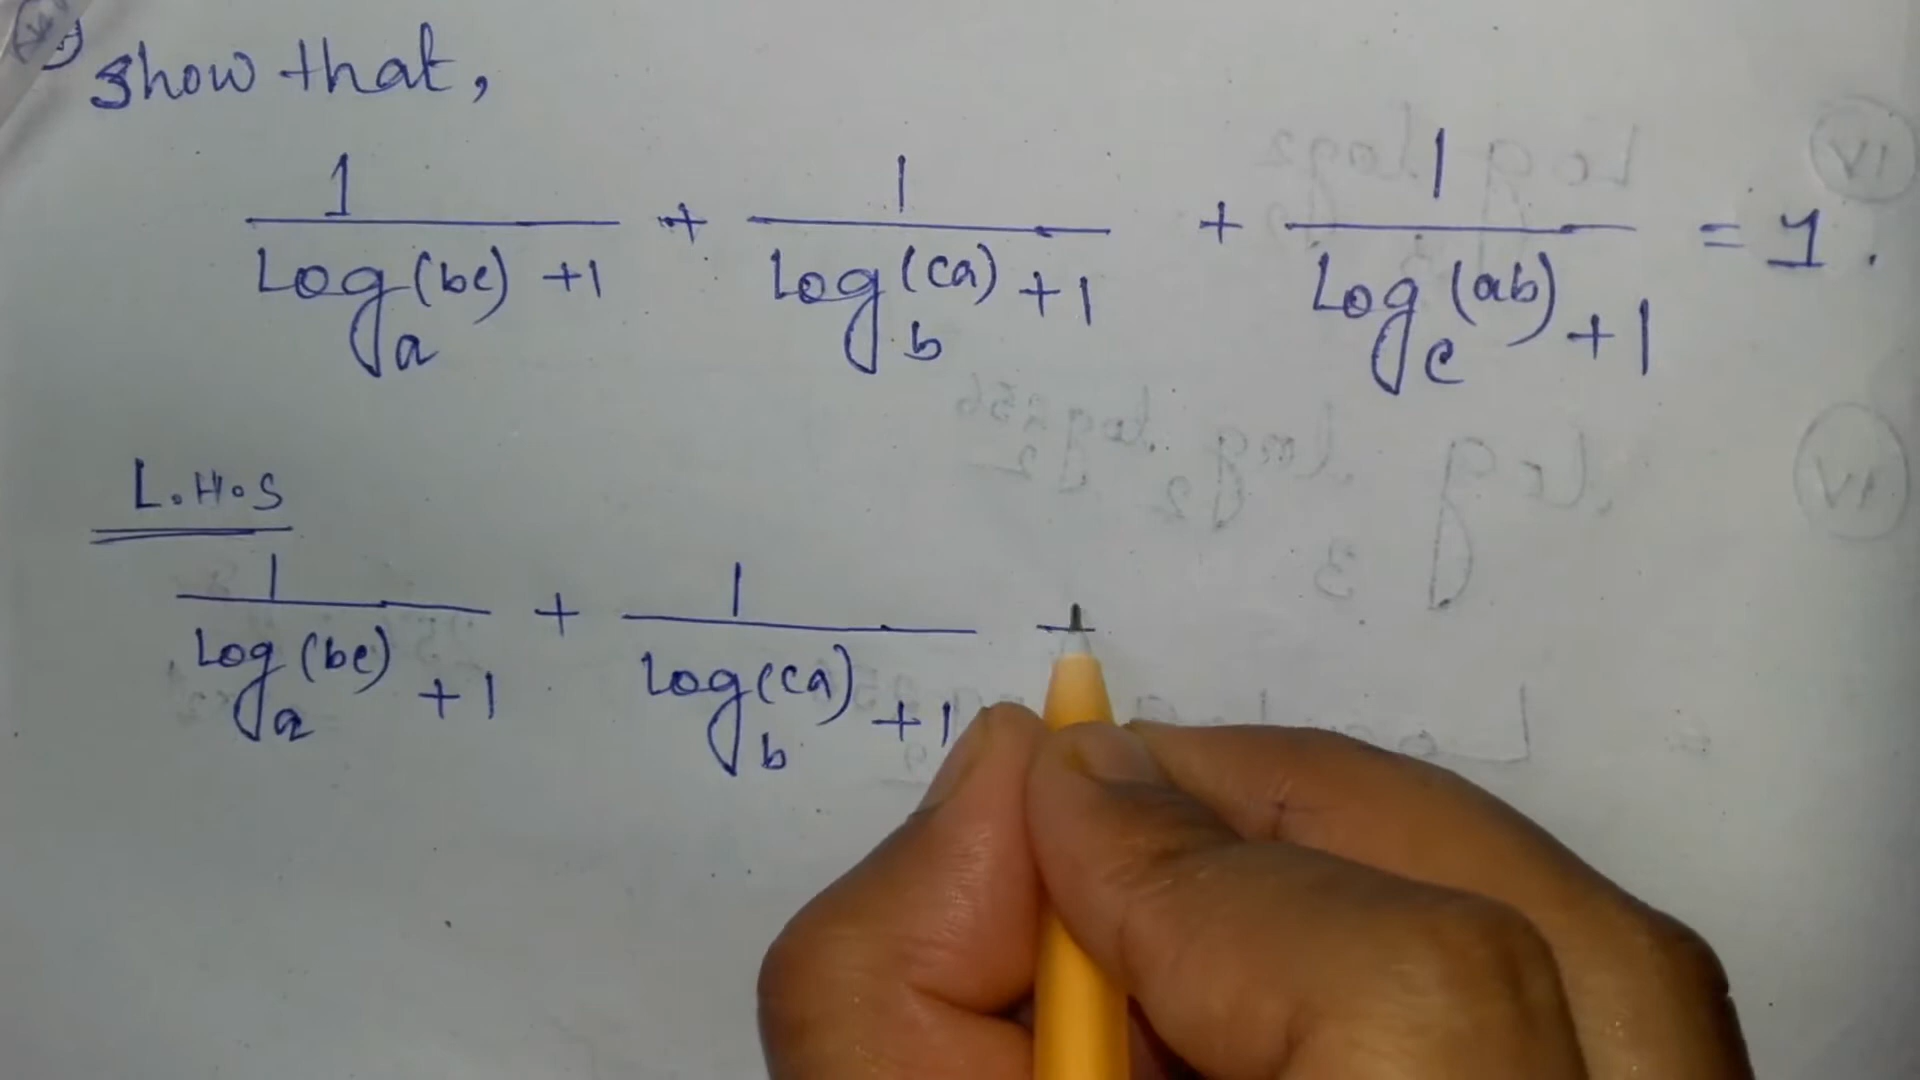 show that,
1/(Log_a(bc) +1) + 1/(Log_b(ca) +1) + 1/(Log_c(ab) +1) = 1.
L.H.S
1/(Log_a(bc) +1) + 1/(Log_b(ca) +1) +